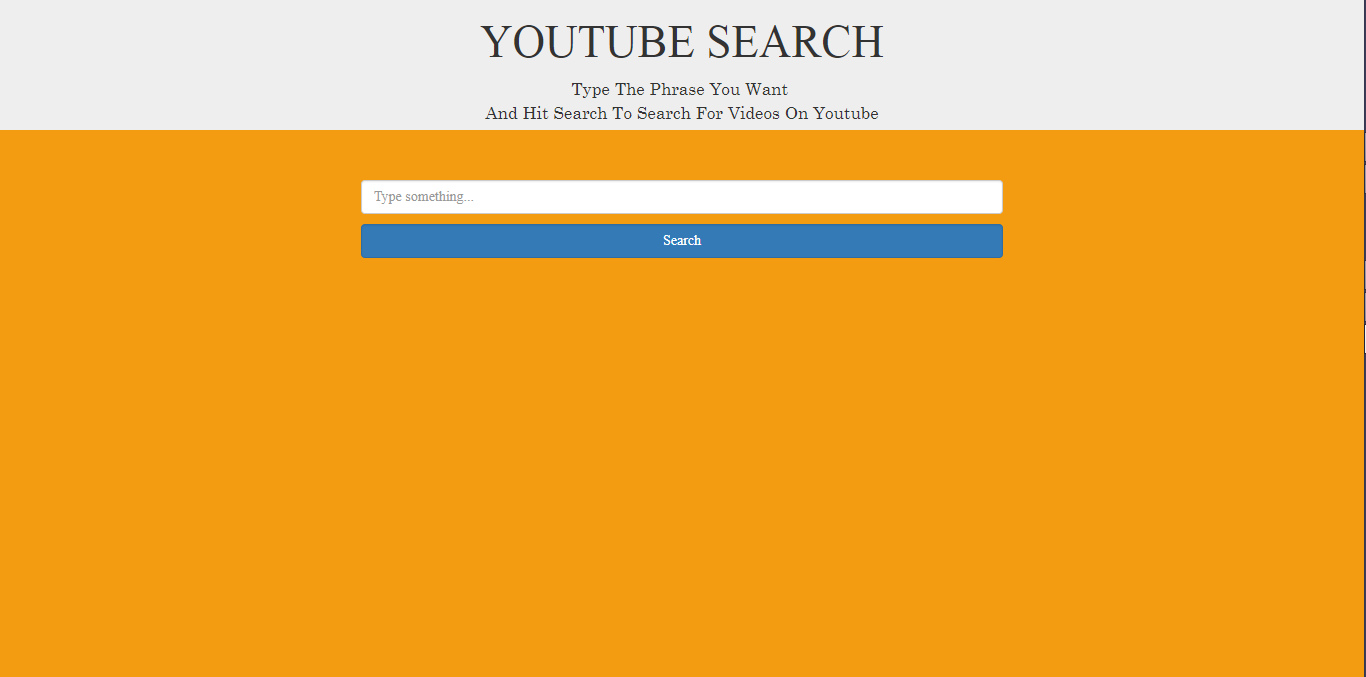 YOUTUBE SEARCH
Type The Phrase You Want
And Hit Search To Search For Videos On Youtube
Type something...
Search